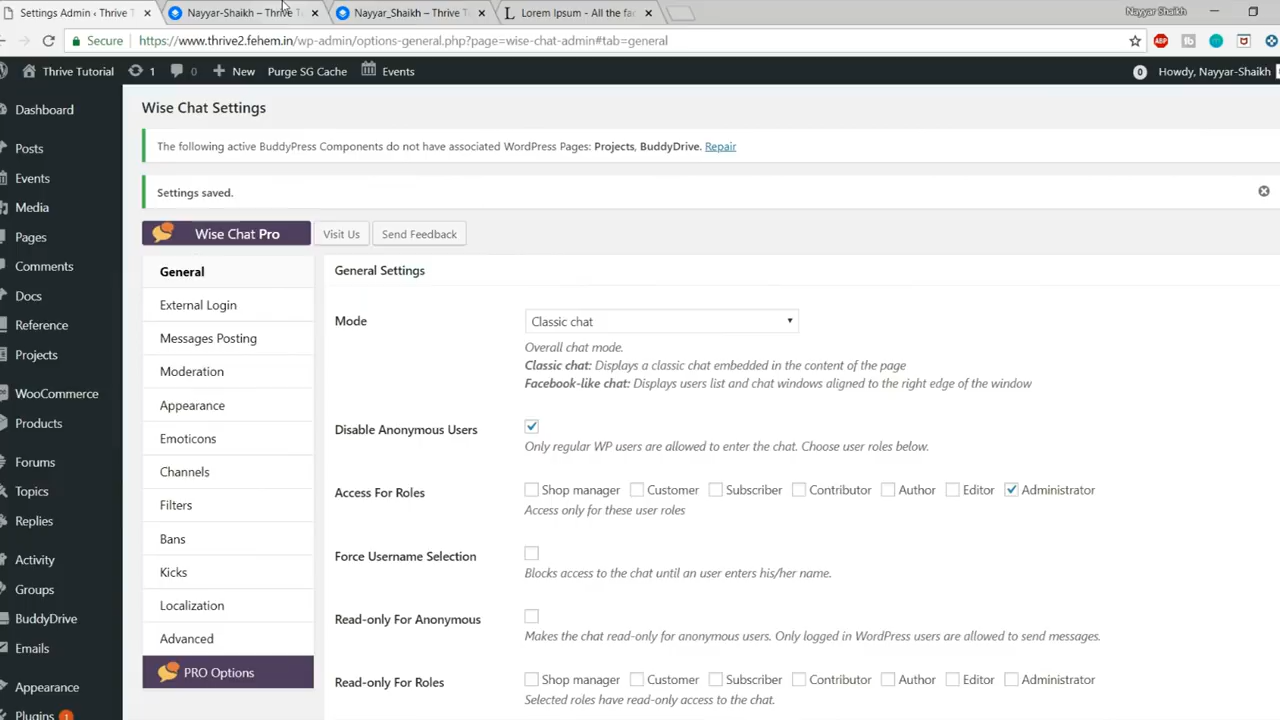 Settings Admin ‹ Thrive T
Nayyar-Shaikh – Thrive T
Nayyar_Shaikh – Thrive T
Lorem Ipsum - All the fac
Nayyar Shaikh
Secure
https://www.thrive2.fehem.in/wp-admin/options-general.php?page=wise-chat-admin#tab=general
ABP
fb
Thrive Tutorial
1
0
New
Purge SG Cache
Events
0
Howdy, Nayyar-Shaikh
Dashboard
Posts
Events
Media
Pages
Comments
Docs
Reference
Projects
WooCommerce
Products
Forums
Topics
Replies
Activity
Groups
BuddyDrive
Emails
Appearance
Plugins 1
Wise Chat Settings
The following active BuddyPress Components do not have associated WordPress Pages: Projects, BuddyDrive. Repair
Settings saved.
Wise Chat Pro
Visit Us
Send Feedback
General
External Login
Messages Posting
Moderation
Appearance
Emoticons
Channels
Filters
Bans
Kicks
Localization
Advanced
PRO Options
General Settings
Mode
Classic chat
Overall chat mode.
Classic chat: Displays a classic chat embedded in the content of the page
Facebook-like chat: Displays users list and chat windows aligned to the right edge of the window
Disable Anonymous Users
Only regular WP users are allowed to enter the chat. Choose user roles below.
Access For Roles
Shop manager Customer Subscriber Contributor Author Editor Administrator
Access only for these user roles
Force Username Selection
Blocks access to the chat until an user enters his/her name.
Read-only For Anonymous
Makes the chat read-only for anonymous users. Only logged in WordPress users are allowed to send messages.
Read-only For Roles
Shop manager Customer Subscriber Contributor Author Editor Administrator
Selected roles have read-only access to the chat.